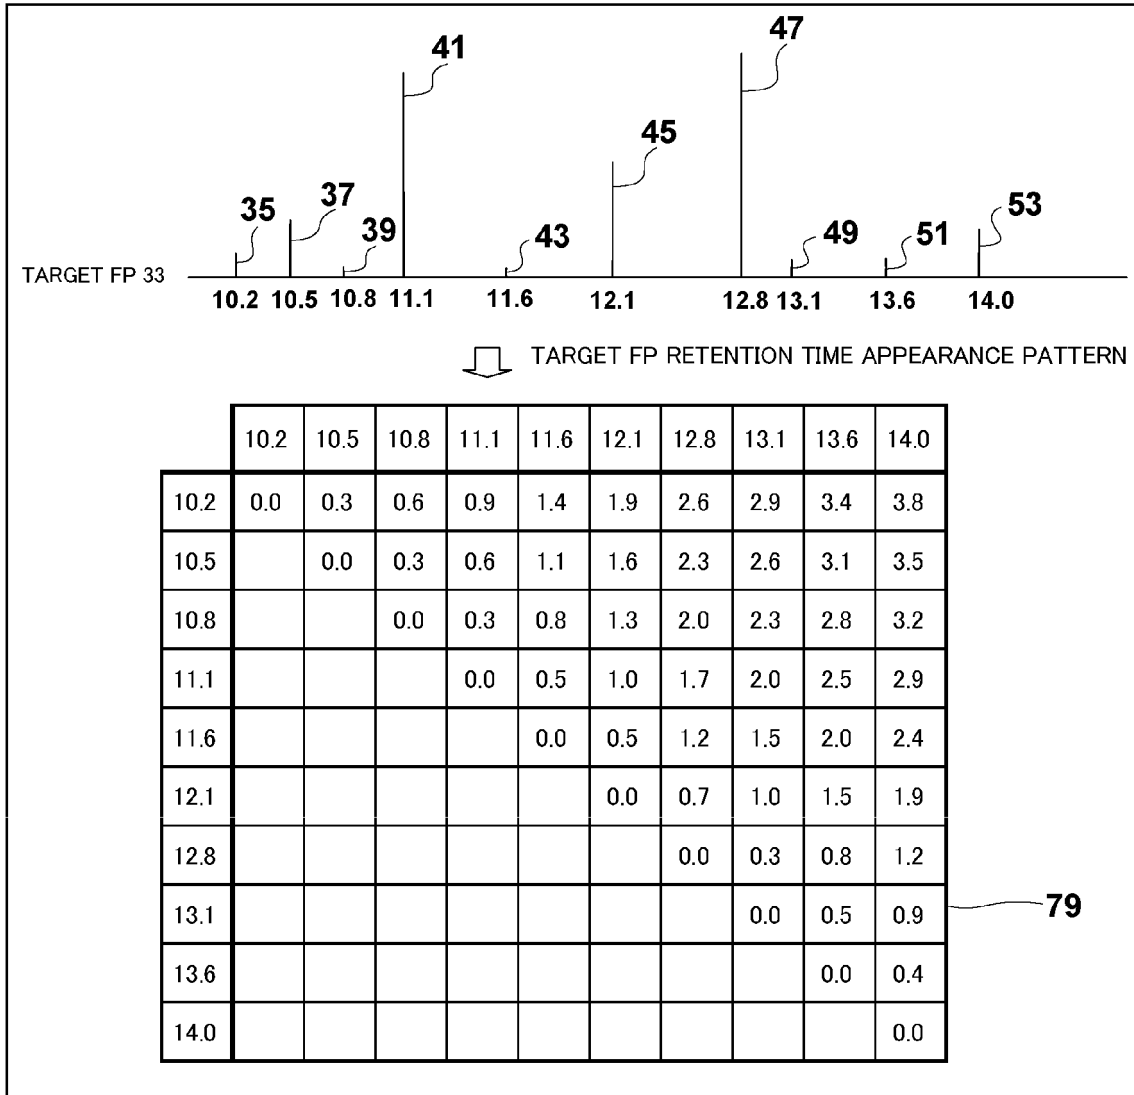 47
41
45
37
35
53
39
43
49
51
TARGET FP 33
10.2 10.5 10.8 11.1 11.6 12.1 12.8 13.1 13.6 14.0
TARGET FP RETENTION TIME APPEARANCE PATTERN
10.2 10.5 10.8 11.1 11.6 12.1 12.8 13.1 13.6 14.0
10.2 0.0 0.3 0.6 0.9 1.4 1.9 2.6 2.9 3.4 3.8
10.5 0.0 0.3 0.6 1.1 1.6 2.3 2.6 3.1 3.5
10.8 0.0 0.3 0.8 1.3 2.0 2.3 2.8 3.2
11.1 0.0 0.5 1.0 1.7 2.0 2.5 2.9
11.6 0.0 0.5 1.2 1.5 2.0 2.4
12.1 0.0 0.7 1.0 1.5 1.9
12.8 0.0 0.3 0.8 1.2
13.1 0.0 0.5 0.9
79
13.6 0.0 0.4
14.0 0.0